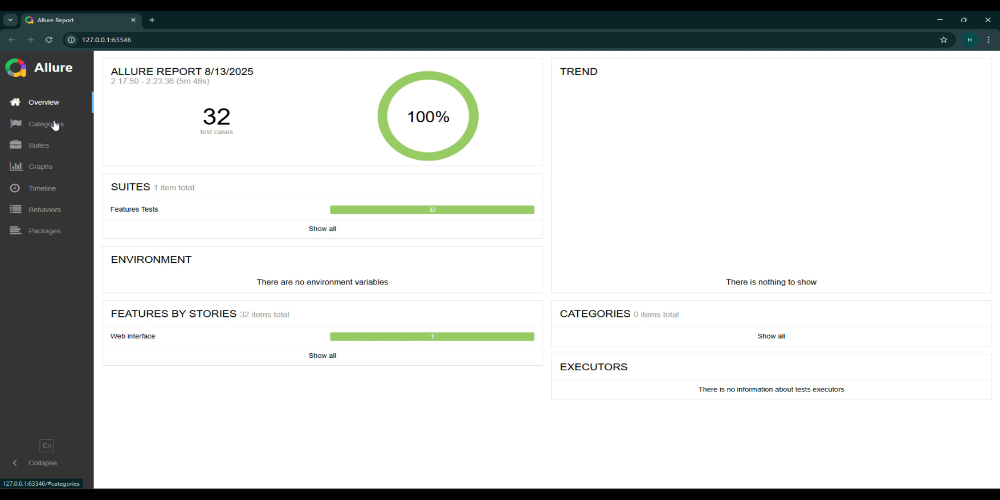 Allure Report
127.0.0.1:63346
H
Allure
Overview
Categories
Suites
Graphs
Timeline
Behaviors
Packages
En
Collapse
127.0.0.1:63346/#categories
ALLURE REPORT 8/13/2025
2:17:50 - 2:23:36 (5m 46s)
32
test cases
100%
SUITES 1 item total
Features Tests 32
Show all
ENVIRONMENT
There are no environment variables
FEATURES BY STORIES 32 items total
Web interface 1
Show all
TREND
There is nothing to show
CATEGORIES 0 items total
Show all
EXECUTORS
There is no information about tests executors